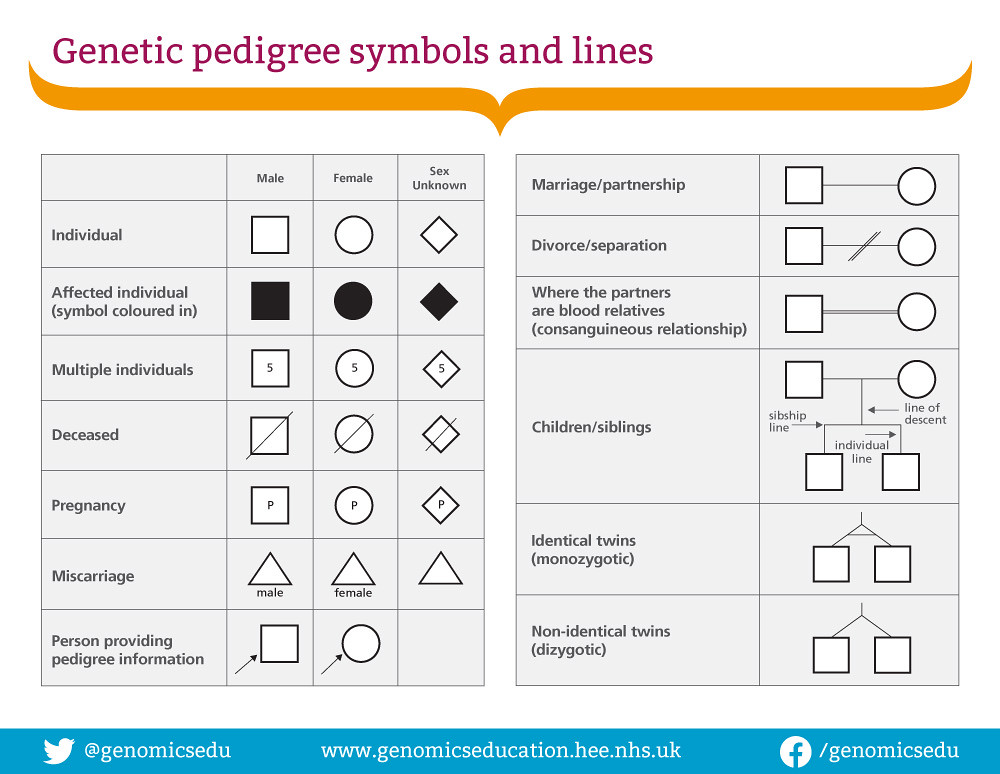 Genetic pedigree symbols and lines
Male
Female
Sex
Unknown
Individual
Affected individual
(symbol coloured in)
Multiple individuals
5
5
5
Deceased
Pregnancy
P
P
P
Miscarriage
male
female
Person providing
pedigree information
Marriage/partnership
Divorce/separation
Where the partners
are blood relatives
(consanguineous relationship)
Children/siblings
sibship
line
line of
descent
individual
line
Identical twins
(monozygotic)
Non-identical twins
(dizygotic)
@genomicsedu
www.genomicseducation.hee.nhs.uk
/genomicsedu